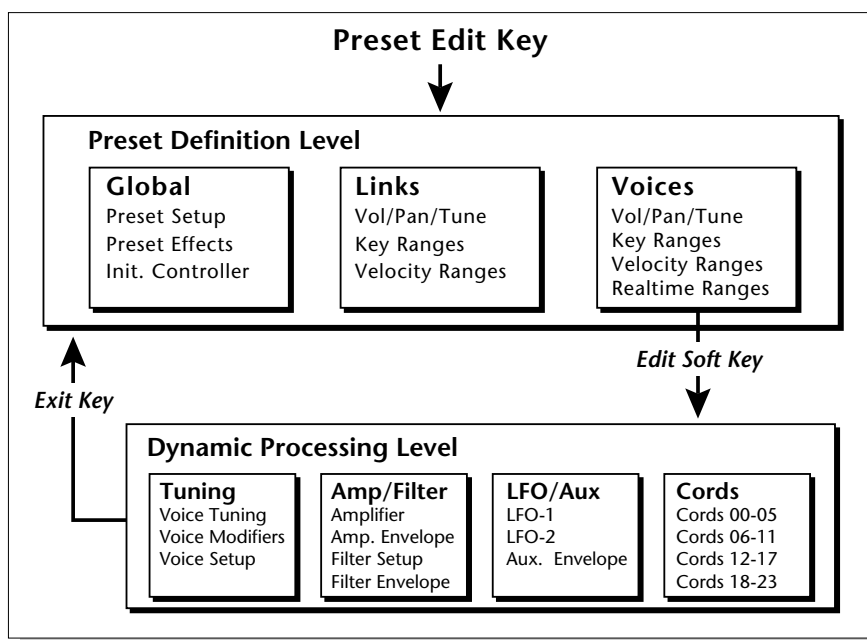 Preset Edit Key
Preset Definition Level
Global
Preset Setup
Preset Effects
Init. Controller
Links
Vol/Pan/Tune
Key Ranges
Velocity Ranges
Voices
Vol/Pan/Tune
Key Ranges
Velocity Ranges
Realtime Ranges
Edit Soft Key
Exit Key
Dynamic Processing Level
Tuning
Voice Tuning
Voice Modifiers
Voice Setup
Amp/Filter
Amplifier
Amp. Envelope
Filter Setup
Filter Envelope
LFO/Aux
LFO-1
LFO-2
Aux. Envelope
Cords
Cords 00-05
Cords 06-11
Cords 12-17
Cords 18-23